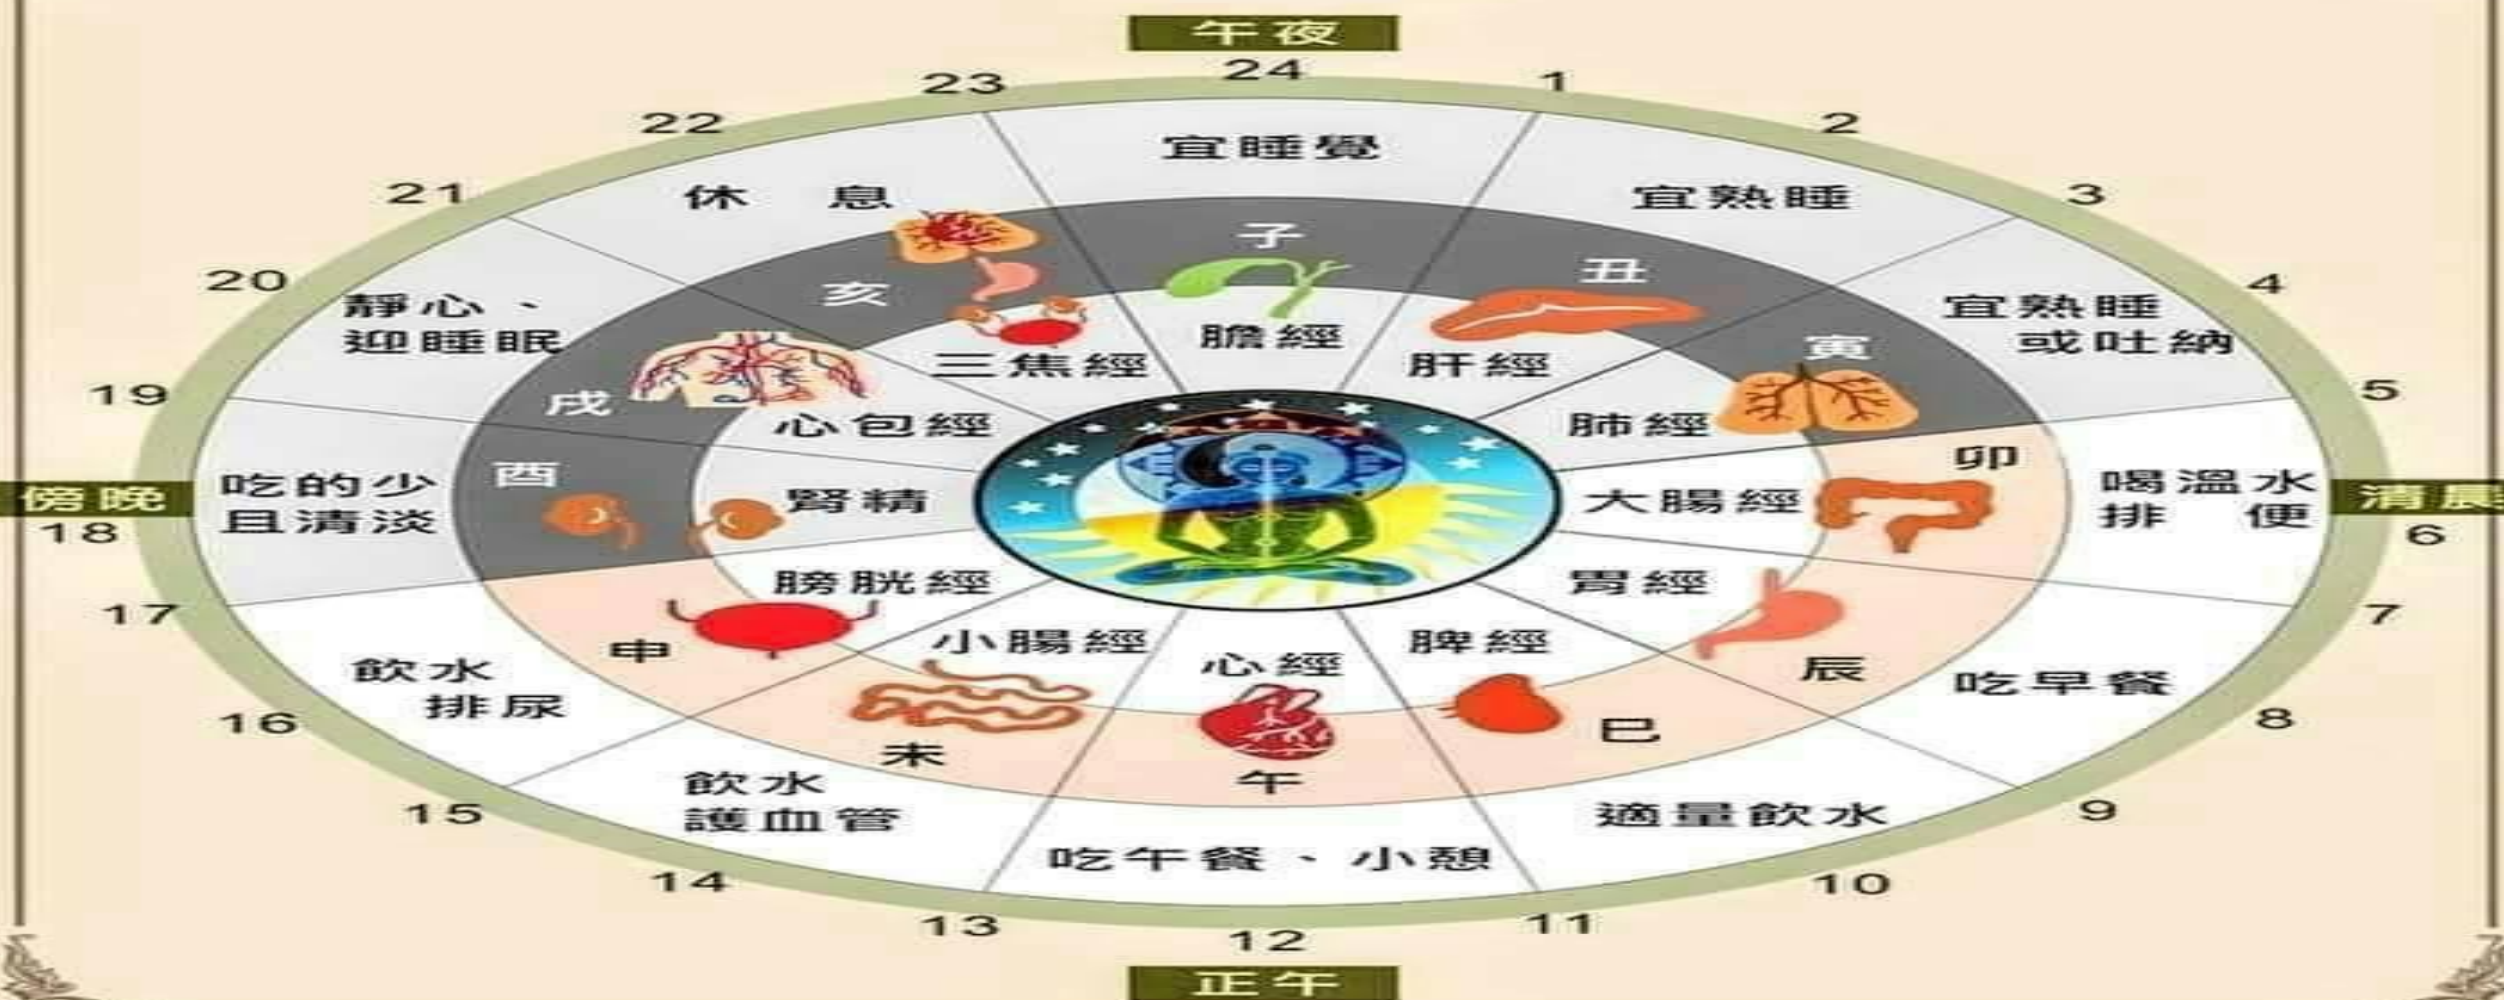 午夜
24
1
2
3
4
5
清晨
6
7
8
9
10
11
12
正午
13
14
15
16
17
傍晚
18
19
20
21
22
23
宜睡覺
子
膽經
宜熟睡
丑
肝經
宜熟睡
或吐納
寅
肺經
喝溫水
排 便
卯
大腸經
吃早餐
辰
胃經
適量飲水
巳
脾經
吃午餐、小憩
午
心經
飲水
護血管
未
小腸經
飲水
排尿
申
膀胱經
吃的少
且清淡
酉
腎精
靜心、
迎睡眠
戌
心包經
休 息
亥
三焦經